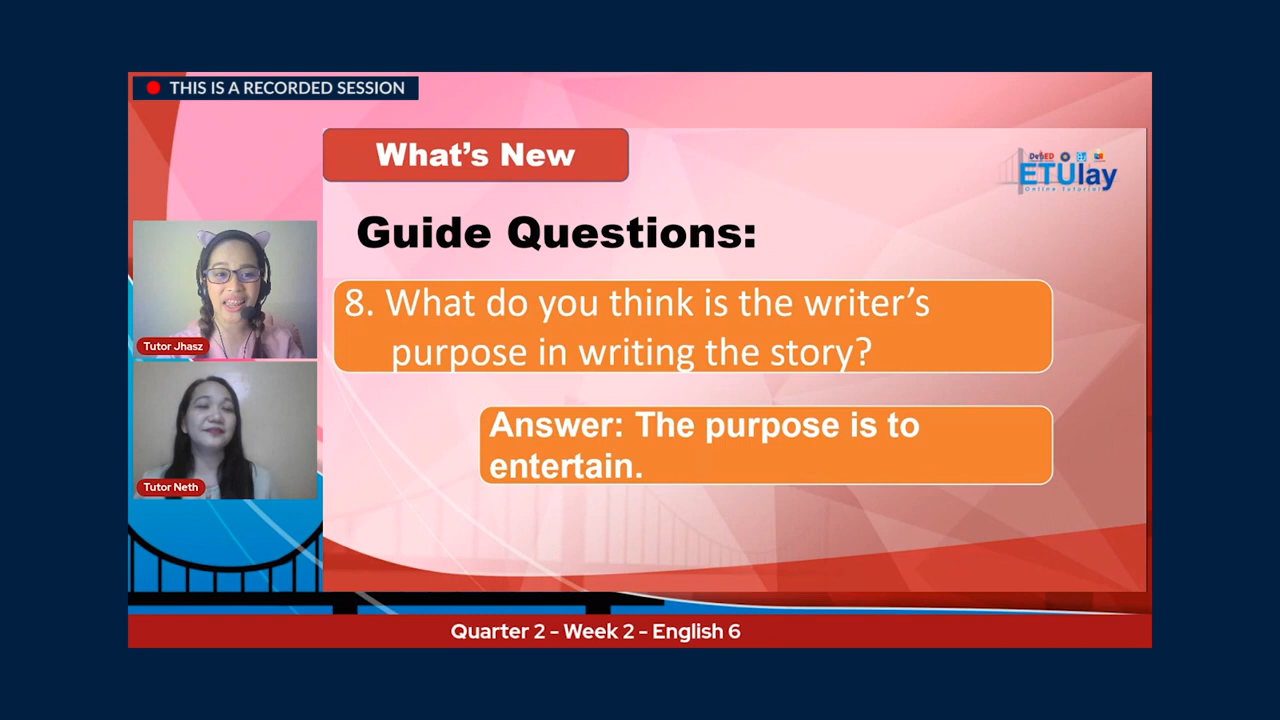 THIS IS A RECORDED SESSION
What's New
DepED
ETUlay
Online Tutorial
Guide Questions:
8. What do you think is the writer's
purpose in writing the story?
Answer: The purpose is to
entertain.
Tutor Jhasz
Tutor Neth
Quarter 2 - Week 2 - English 6